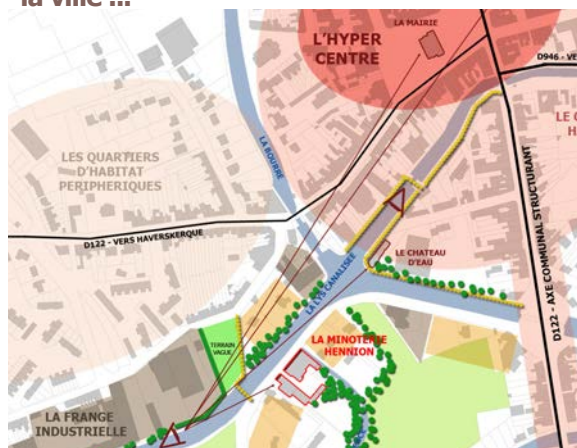 la ville ...
LA MAIRIE
L'HYPER
CENTRE
D946 - VE
LE C
HE
LES QUARTIERS
D'HABITAT
PERIPHERIQUES
LA BOURRE
D122 - VERS HAVERSKERQUE
LE CHATEAU
D'EAU
LA LYS CANALISEE
D122 - AXE COMMUNAL STRUCTURANT
LA MINOTERIE
HENNION
TERRAIN
VAGUE
LA FRANGE
INDUSTRIELLE